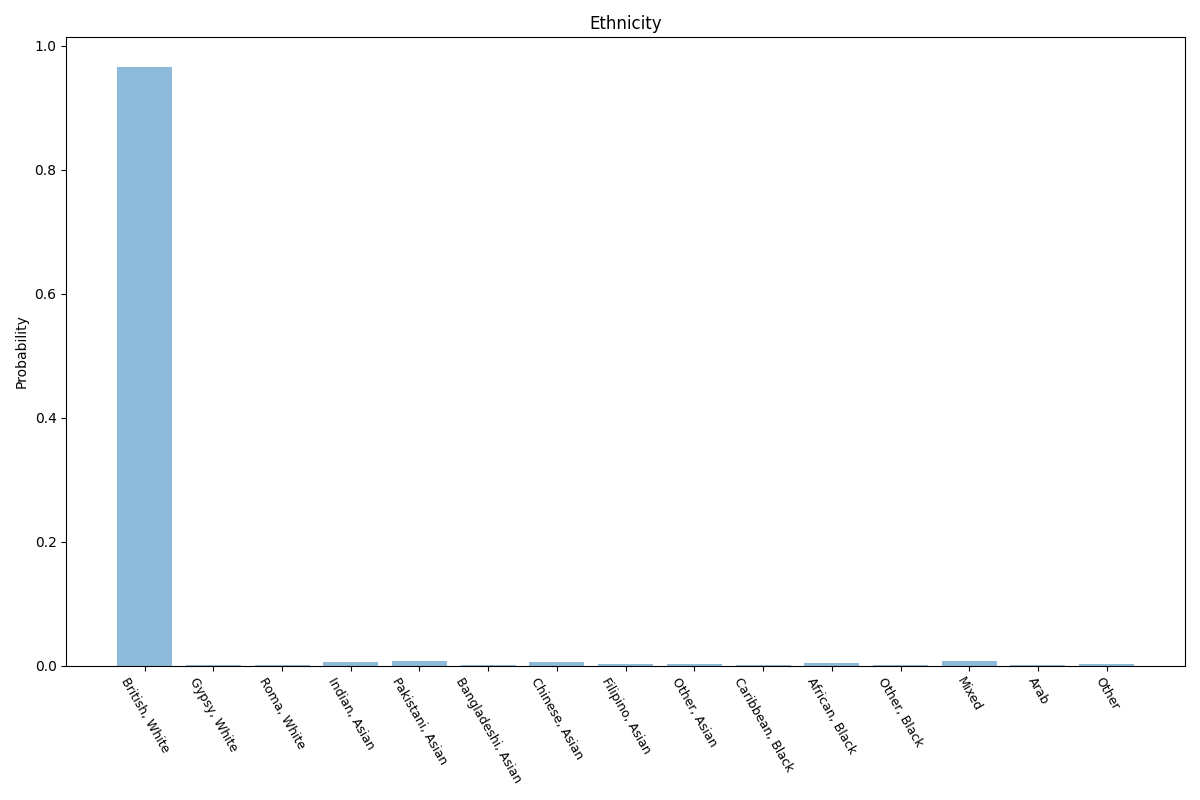 Ethnicity
Probability
1.0
0.8
0.6
0.4
0.2
0.0
British, White
Gypsy, White
Roma, White
Indian, Asian
Pakistani, Asian
Bangladeshi, Asian
Chinese, Asian
Filipino, Asian
Other, Asian
Caribbean, Black
African, Black
Other, Black
Mixed
Arab
Other